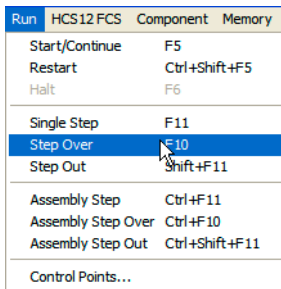 Run HCS12 FCS Component Memory
Start/Continue F5
Restart Ctrl+Shift+F5
Halt F6
Single Step F11
Step Over F10
Step Out Shift+F11
Assembly Step Ctrl+F11
Assembly Step Over Ctrl+F10
Assembly Step Out Ctrl+Shift+F11
Control Points...